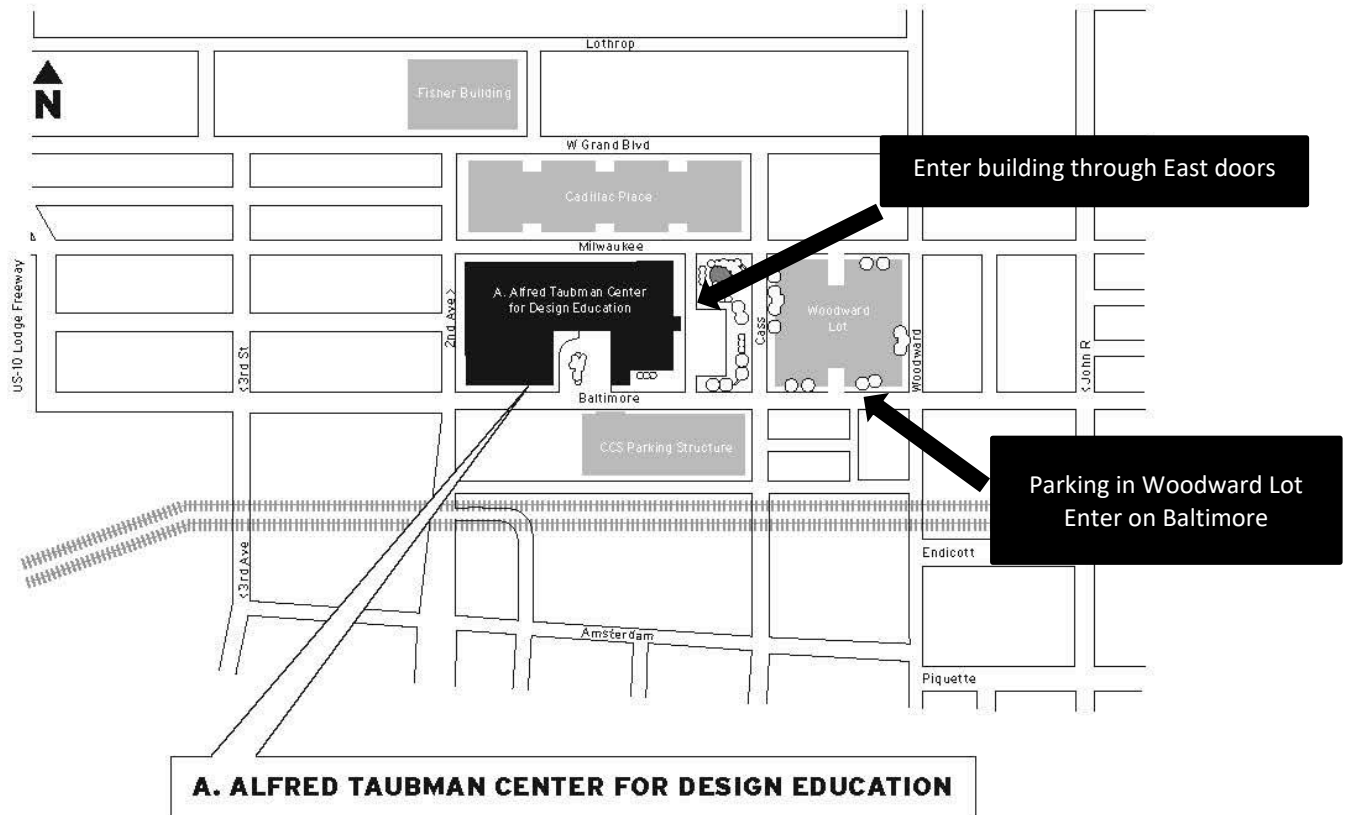 Lothrop
N
Fisher Building
W Grand Blvd
Enter building through East doors
Cadillac Place
Milwaukee
US-10 Lodge Freeway
<3rd St
2nd Ave >
A. Alfred Taubman Center
for Design Education
Cass
Woodward
Lot
Woodward
< John R
Baltimore
CCS Parking Structure
Parking in Woodward Lot
Enter on Baltimore
<3rd Ave
Endicott
Amsterdam
Piquette
A. ALFRED TAUBMAN CENTER FOR DESIGN EDUCATION